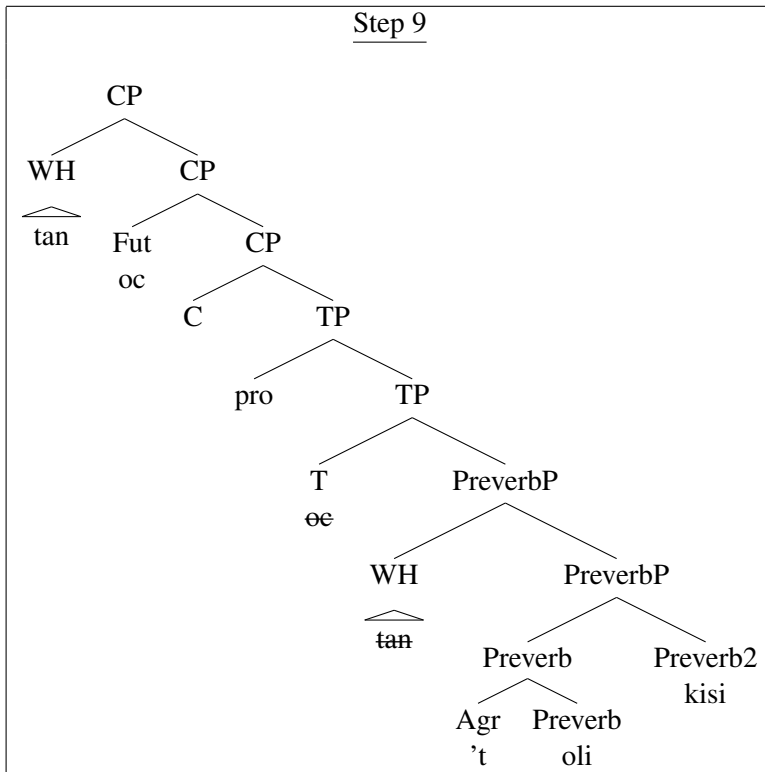 Step 9
CP
WH CP
tan Fut CP
oc C TP
pro TP
T PreverbP
oc
WH PreverbP
tan Preverb Preverb2
kisi
Agr Preverb
't oli